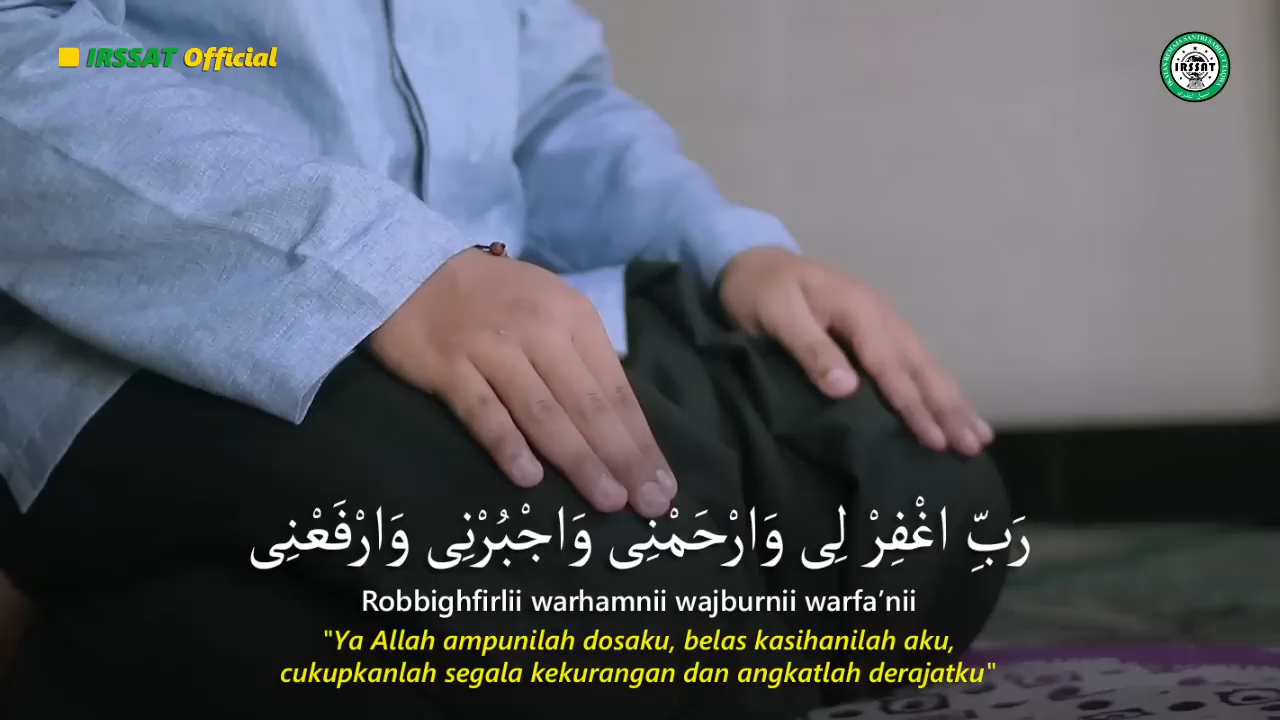 IRSSAT Official
IRSSAT
رَبِّ اغْفِرْ لِى وَارْحَمْنِى وَاجْبُرْنِى وَارْفَعْنِى
Robbighfirlii warhamnii wajburnii warfa’nii
"Ya Allah ampunilah dosaku, belas kasihanilah aku,
cukupkanlah segala kekurangan dan angkatlah derajatku"